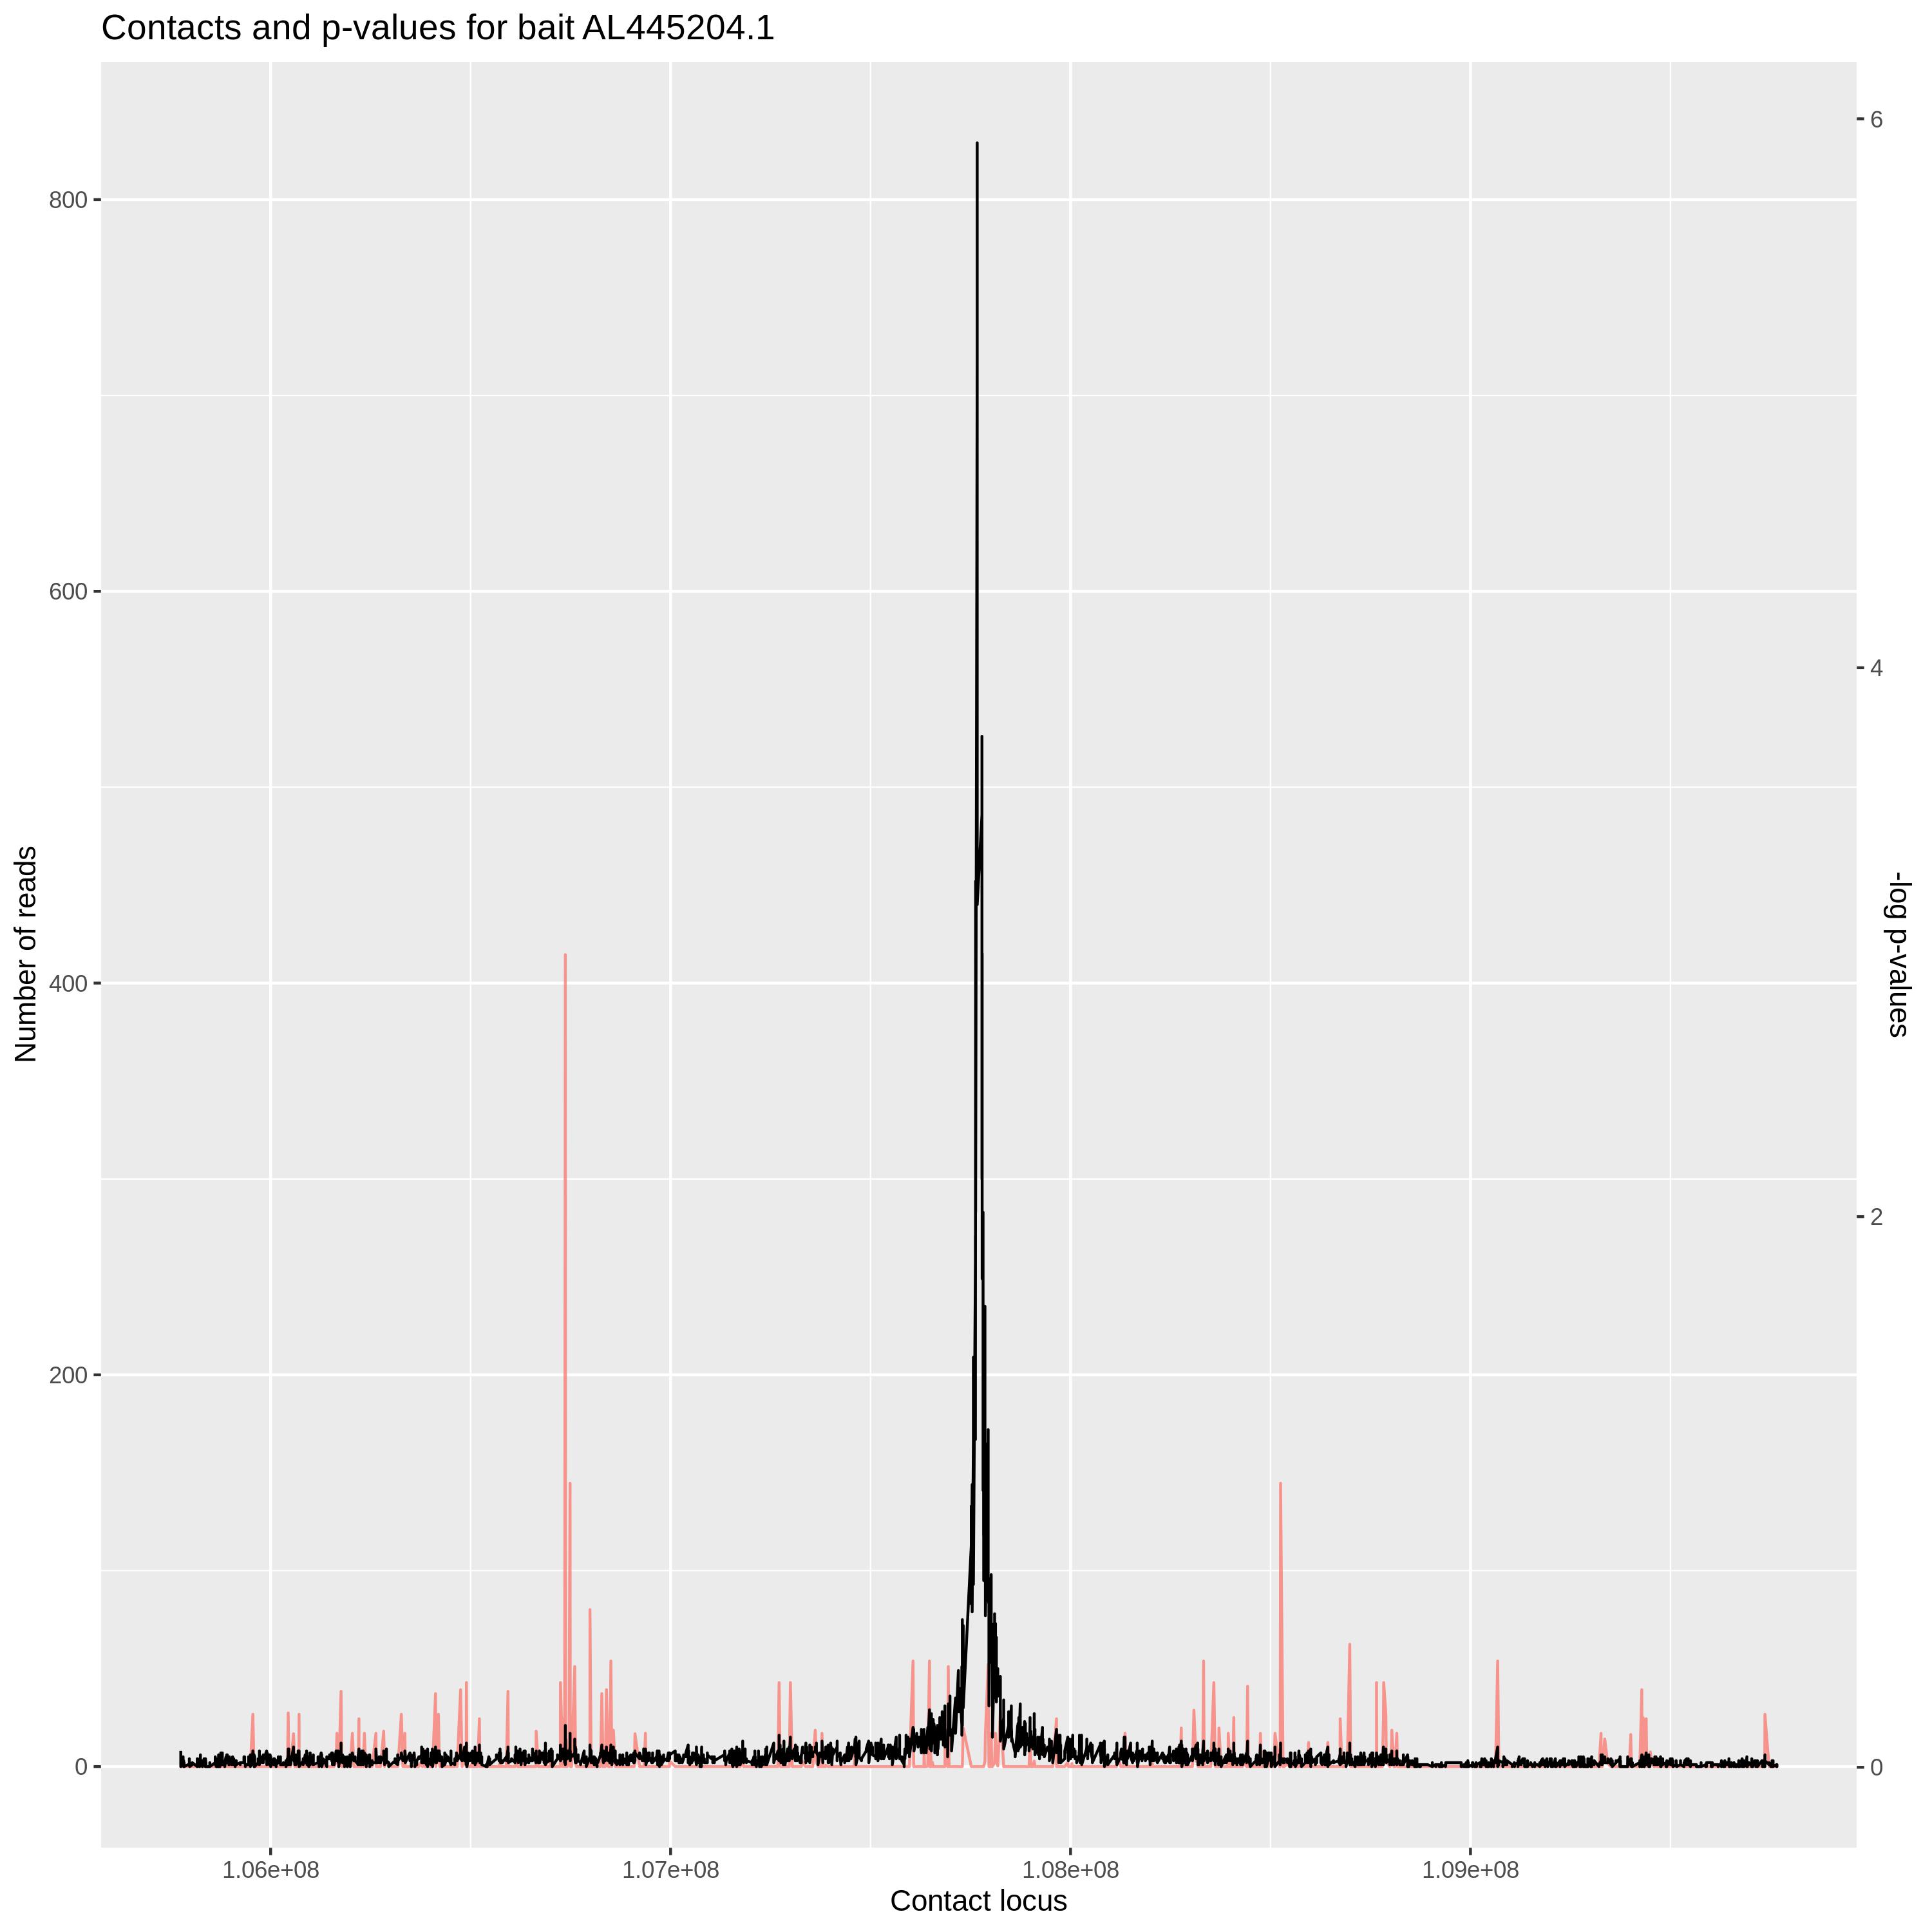 Contacts and p-values for bait AL445204.1
800
600
400
200
0
Number of reads
6
4
2
0
-log p-values
1.06e+08 1.07e+08 1.08e+08 1.09e+08
Contact locus